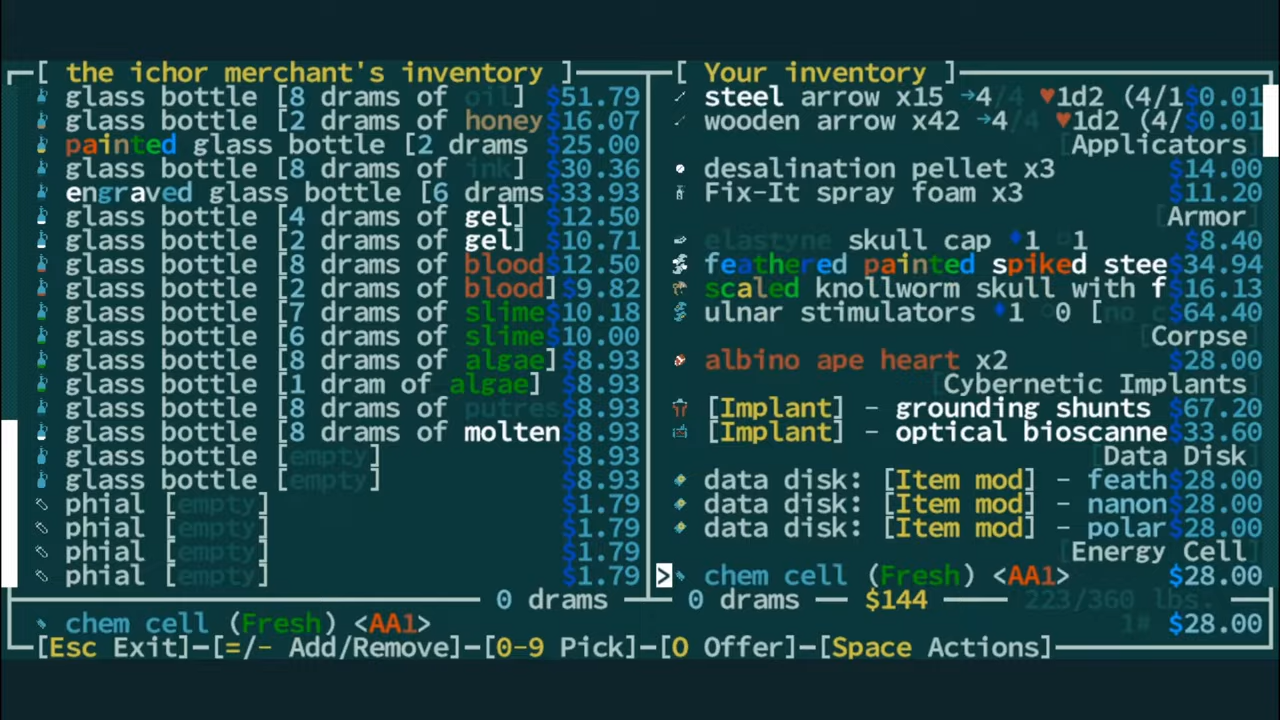 [ the ichor merchant's inventory ]
glass bottle [8 drams of oil] $51.79
glass bottle [2 drams of honey $16.07
painted glass bottle [2 drams $25.00
glass bottle [8 drams of ink] $30.36
engraved glass bottle [6 drams $33.93
glass bottle [4 drams of gel] $12.50
glass bottle [2 drams of gel] $10.71
glass bottle [8 drams of blood $12.50
glass bottle [2 drams of blood] $9.82
glass bottle [7 drams of slime $10.18
glass bottle [6 drams of slime $10.00
glass bottle [8 drams of algae] $8.93
glass bottle [1 dram of algae] $8.93
glass bottle [8 drams of putres $8.93
glass bottle [8 drams of molten $8.93
glass bottle [empty] $8.93
glass bottle [empty] $8.93
phial [empty] $1.79
phial [empty] $1.79
phial [empty] $1.79
phial [empty] $1.79
0 drams
[ Your inventory ]
steel arrow x15 →4/4 ♥1d2 (4/1 $0.01
wooden arrow x42 →4/4 ♥1d2 (4/ $0.01
[Applicators]
desalination pellet x3 $14.00
Fix-It spray foam x3 $11.20
[Armor]
elastyne skull cap ♦1 ○1 $8.40
feathered painted spiked stee $34.94
scaled knollworm skull with f $16.13
ulnar stimulators ♦1 ○0 [no c $64.40
[Corpse]
albino ape heart x2 $28.00
[Cybernetic Implants]
[Implant] - grounding shunts $67.20
[Implant] - optical bioscanne $33.60
[Data Disk]
data disk: [Item mod] - feath $28.00
data disk: [Item mod] - nanon $28.00
data disk: [Item mod] - polar $28.00
[Energy Cell]
> chem cell (Fresh) <AA1> $28.00
0 drams — $144 223/360 lbs.
chem cell (Fresh) <AA1> 1# $28.00
[Esc Exit]-[=/- Add/Remove]-[0-9 Pick]-[O Offer]-[Space Actions]